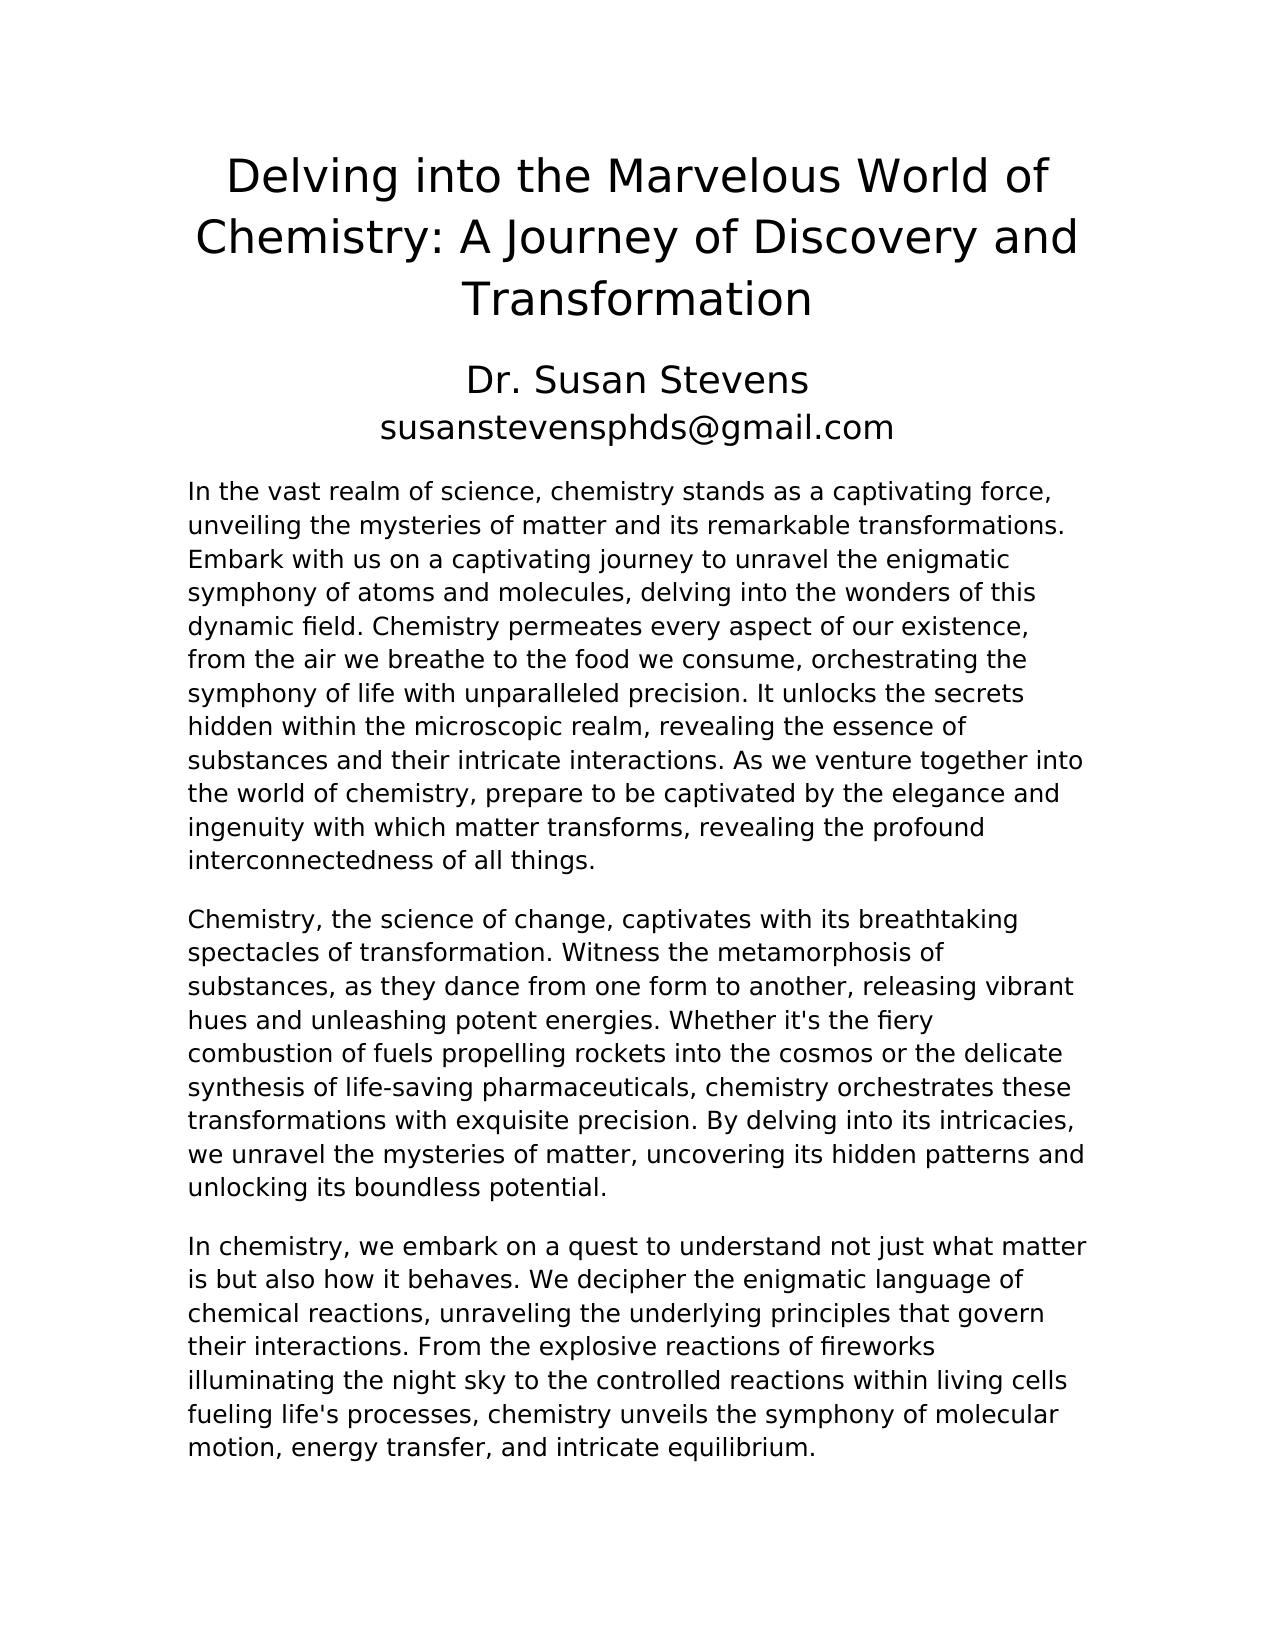 Delving into the Marvelous World of
Chemistry: A Journey of Discovery and
Transformation
Dr. Susan Stevens
susanstevensphds@gmail.com
In the vast realm of science, chemistry stands as a captivating force,
unveiling the mysteries of matter and its remarkable transformations.
Embark with us on a captivating journey to unravel the enigmatic
symphony of atoms and molecules, delving into the wonders of this
dynamic field. Chemistry permeates every aspect of our existence,
from the air we breathe to the food we consume, orchestrating the
symphony of life with unparalleled precision. It unlocks the secrets
hidden within the microscopic realm, revealing the essence of
substances and their intricate interactions. As we venture together into
the world of chemistry, prepare to be captivated by the elegance and
ingenuity with which matter transforms, revealing the profound
interconnectedness of all things.
Chemistry, the science of change, captivates with its breathtaking
spectacles of transformation. Witness the metamorphosis of
substances, as they dance from one form to another, releasing vibrant
hues and unleashing potent energies. Whether it's the fiery
combustion of fuels propelling rockets into the cosmos or the delicate
synthesis of life-saving pharmaceuticals, chemistry orchestrates these
transformations with exquisite precision. By delving into its intricacies,
we unravel the mysteries of matter, uncovering its hidden patterns and
unlocking its boundless potential.
In chemistry, we embark on a quest to understand not just what matter
is but also how it behaves. We decipher the enigmatic language of
chemical reactions, unraveling the underlying principles that govern
their interactions. From the explosive reactions of fireworks
illuminating the night sky to the controlled reactions within living cells
fueling life's processes, chemistry unveils the symphony of molecular
motion, energy transfer, and intricate equilibrium.